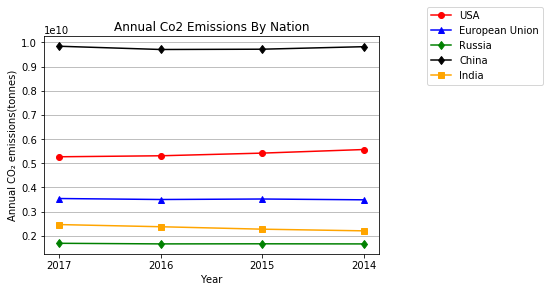 Annual Co2 Emissions By Nation
1e10
1.0
0.9
0.8
0.7
0.6
0.5
0.4
0.3
0.2
Annual CO₂ emissions(tonnes)
2017 2016 2015 2014
Year
USA
European Union
Russia
China
India